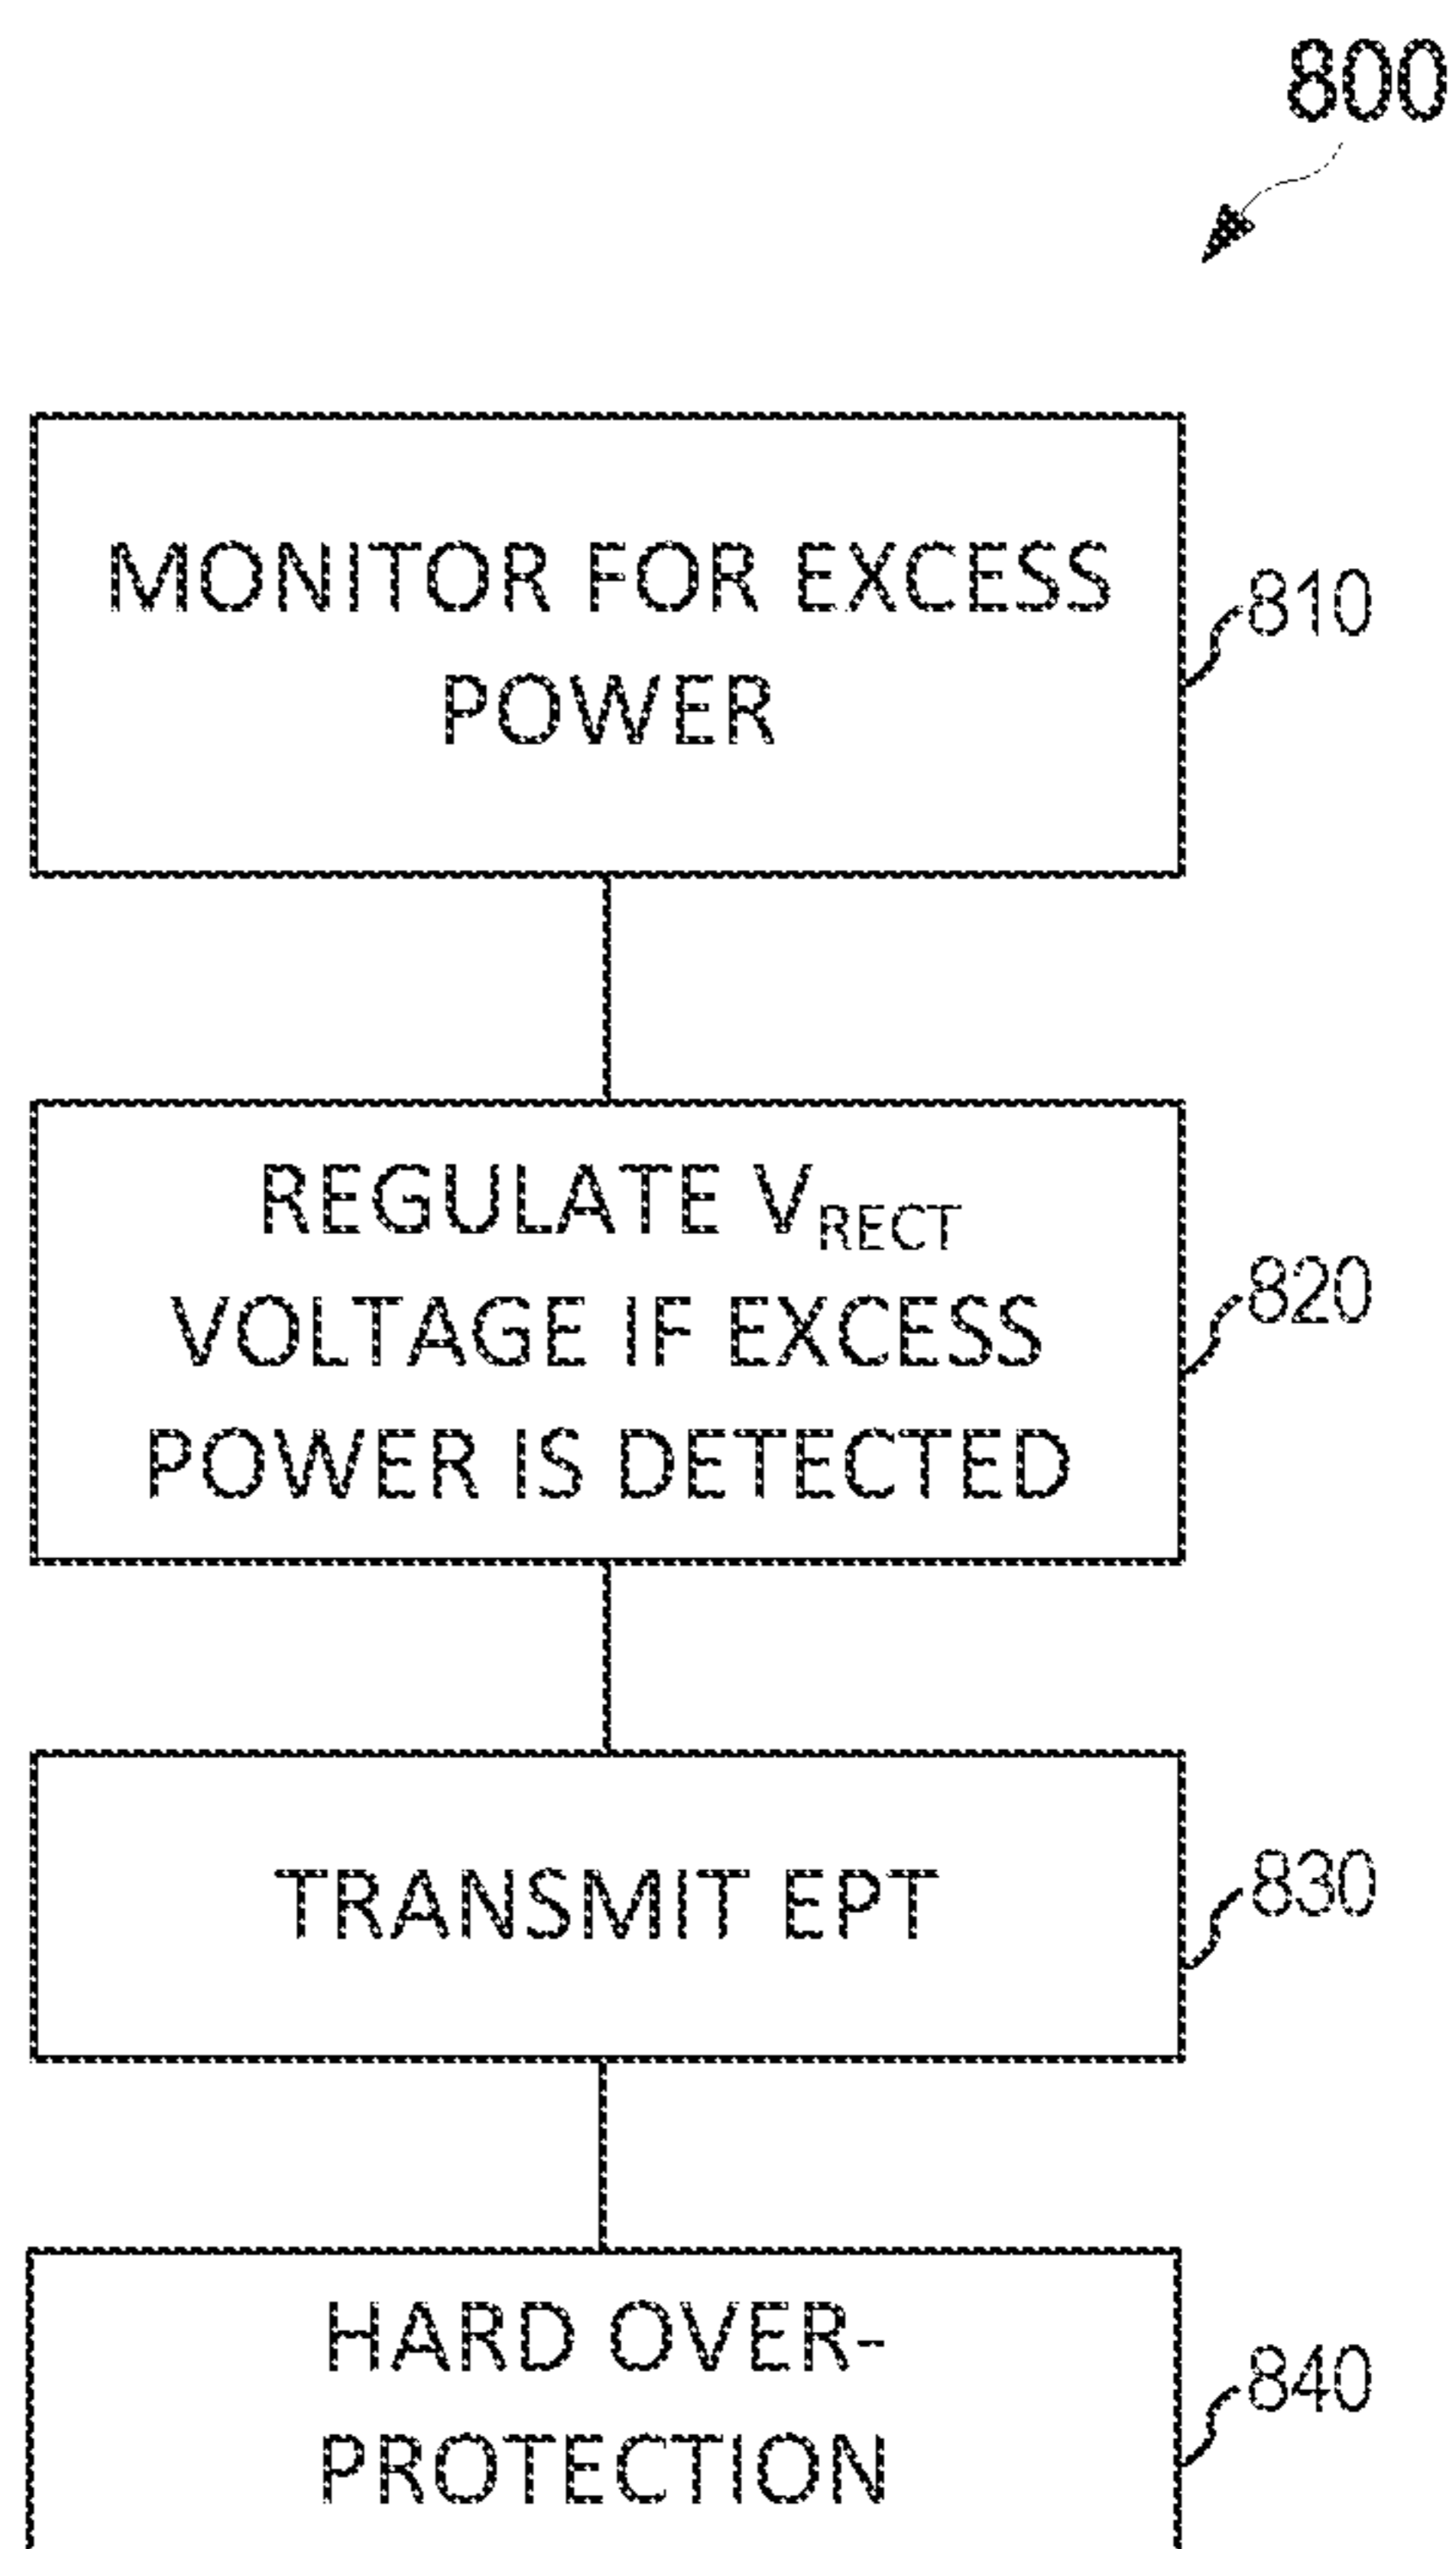 800
MONITOR FOR EXCESS
POWER
810
REGULATE VRECT
VOLTAGE IF EXCESS
POWER IS DETECTED
820
TRANSMIT EPT
830
HARD OVER-
PROTECTION
840